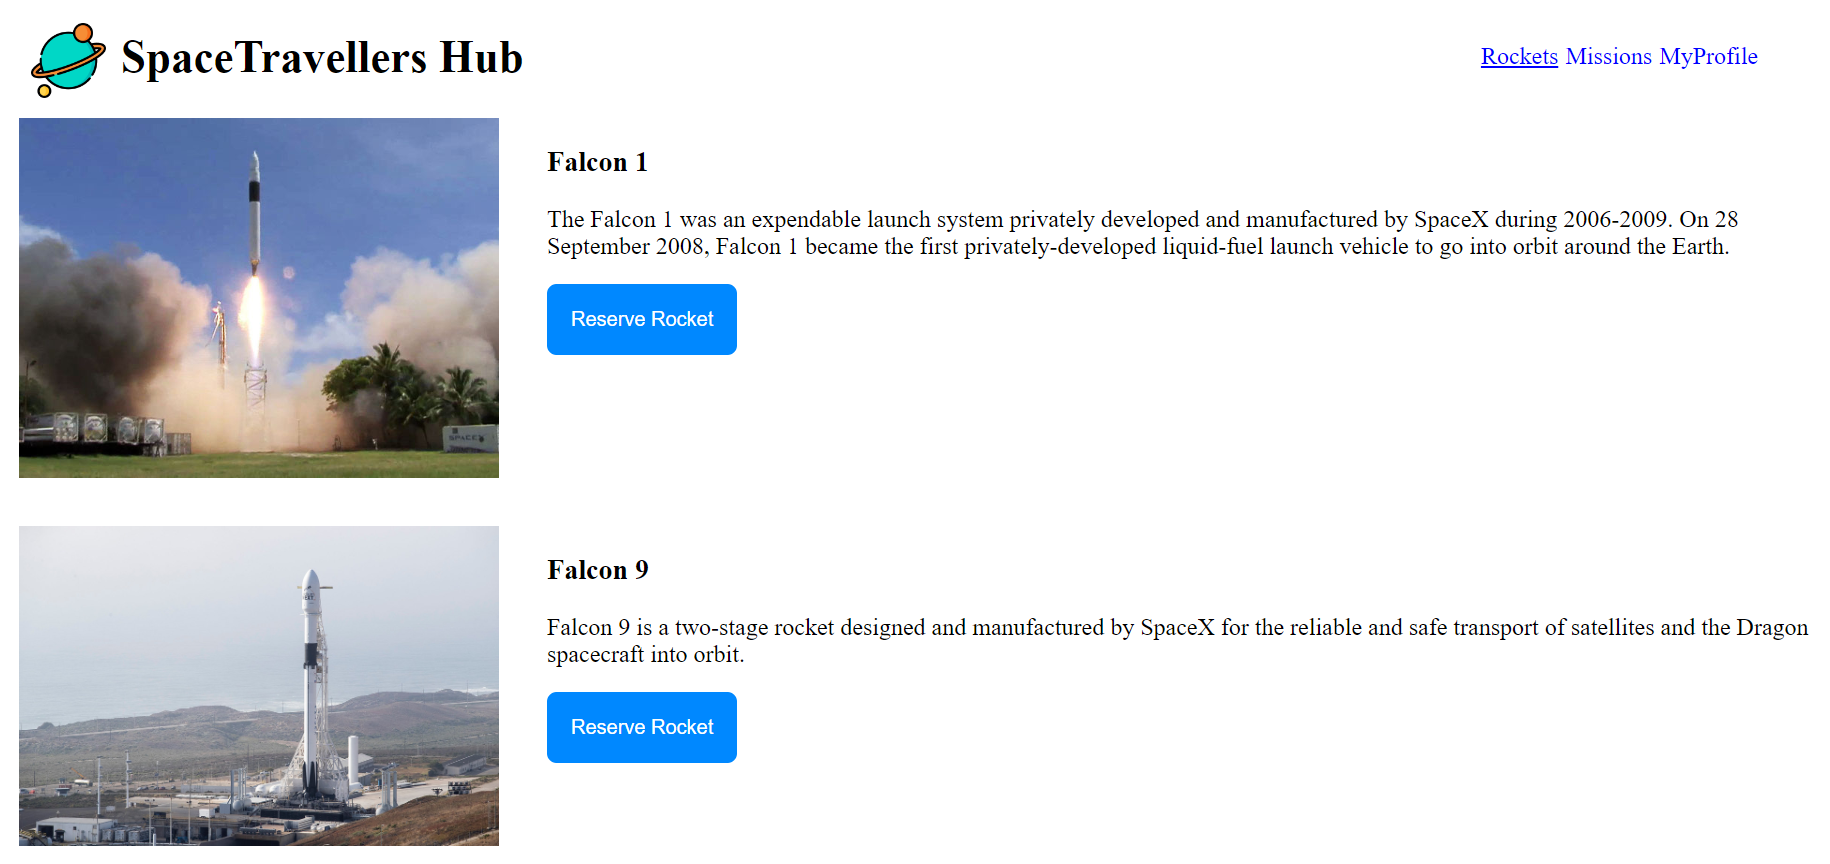 SpaceTravellers Hub
Rockets Missions MyProfile
Falcon 1
The Falcon 1 was an expendable launch system privately developed and manufactured by SpaceX during 2006-2009. On 28
September 2008, Falcon 1 became the first privately-developed liquid-fuel launch vehicle to go into orbit around the Earth.
Reserve Rocket
SPACEX
Falcon 9
Falcon 9 is a two-stage rocket designed and manufactured by SpaceX for the reliable and safe transport of satellites and the Dragon
spacecraft into orbit.
Reserve Rocket